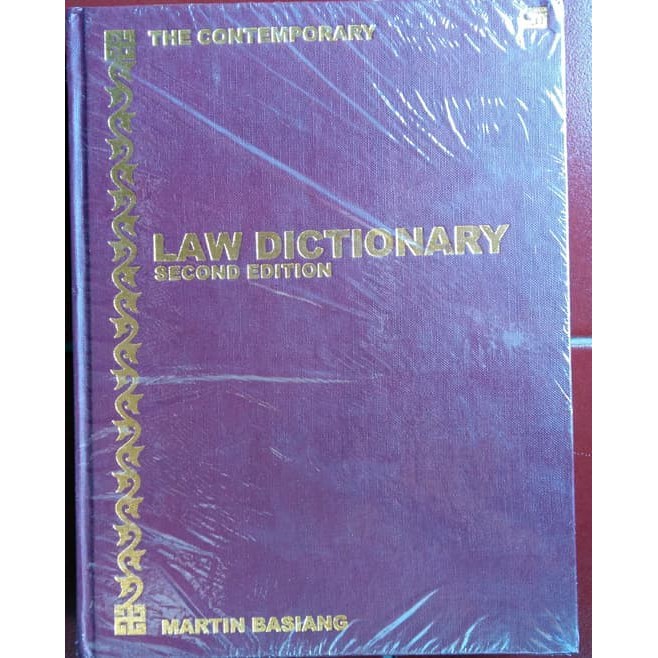 THE CONTEMPORARY
LAW DICTIONARY
SECOND EDITION
MARTIN BASIANG